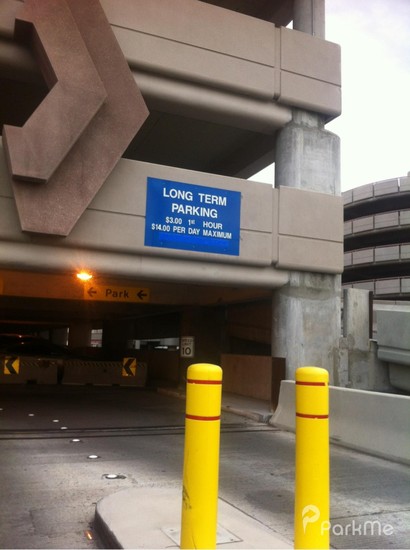 LONG TERM
PARKING
$3.00 1ST HOUR
$14.00 PER DAY MAXIMUM
Park
10
ParkMe